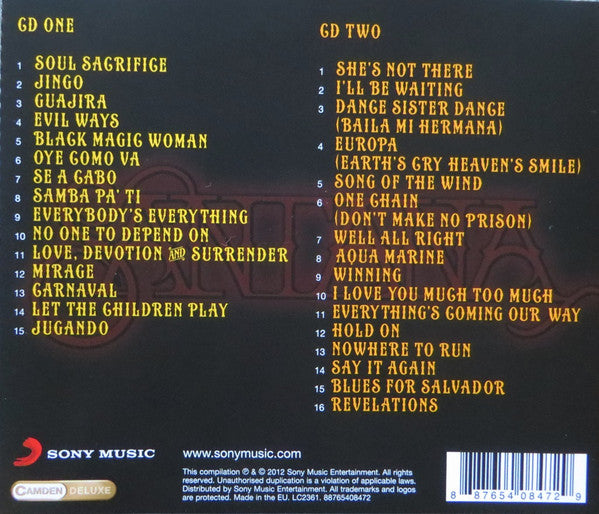 CD ONE
1 SOUL SACRIFICE
2 JINGO
3 GUAJIRA
4 EVIL WAYS
5 BLACK MAGIC WOMAN
6 OYE COMO VA
7 SE A CABO
8 SAMBA PA' TI
9 EVERYBODY'S EVERYTHING
10 NO ONE TO DEPEND ON
11 LOVE, DEVOTION AND SURRENDER
12 MIRAGE
13 CARNAVAL
14 LET THE CHILDREN PLAY
15 JUGANDO
CD TWO
1 SHE'S NOT THERE
2 I'LL BE WAITING
3 DANCE SISTER DANCE
(BAILA MI HERMANA)
4 EUROPA
(EARTH'S CRY HEAVEN'S SMILE)
5 SONG OF THE WIND
6 ONE CHAIN
(DON'T MAKE NO PRISON)
7 WELL ALL RIGHT
8 AQUA MARINE
9 WINNING
10 I LOVE YOU MUCH TOO MUCH
11 EVERYTHING'S COMING OUR WAY
12 HOLD ON
13 NOWHERE TO RUN
14 SAY IT AGAIN
15 BLUES FOR SALVADOR
16 REVELATIONS
SANTANA
SONY MUSIC
www.sonymusic.com
CAMDEN DELUXE
This compilation ℗ & © 2012 Sony Music Entertainment. All rights reserved.
Unauthorised duplication is a violation of applicable laws.
Distributed by Sony Music Entertainment. All trademarks and logos
are protected. Made in the EU. LC2361. 88765408472
8 87654 08472 9